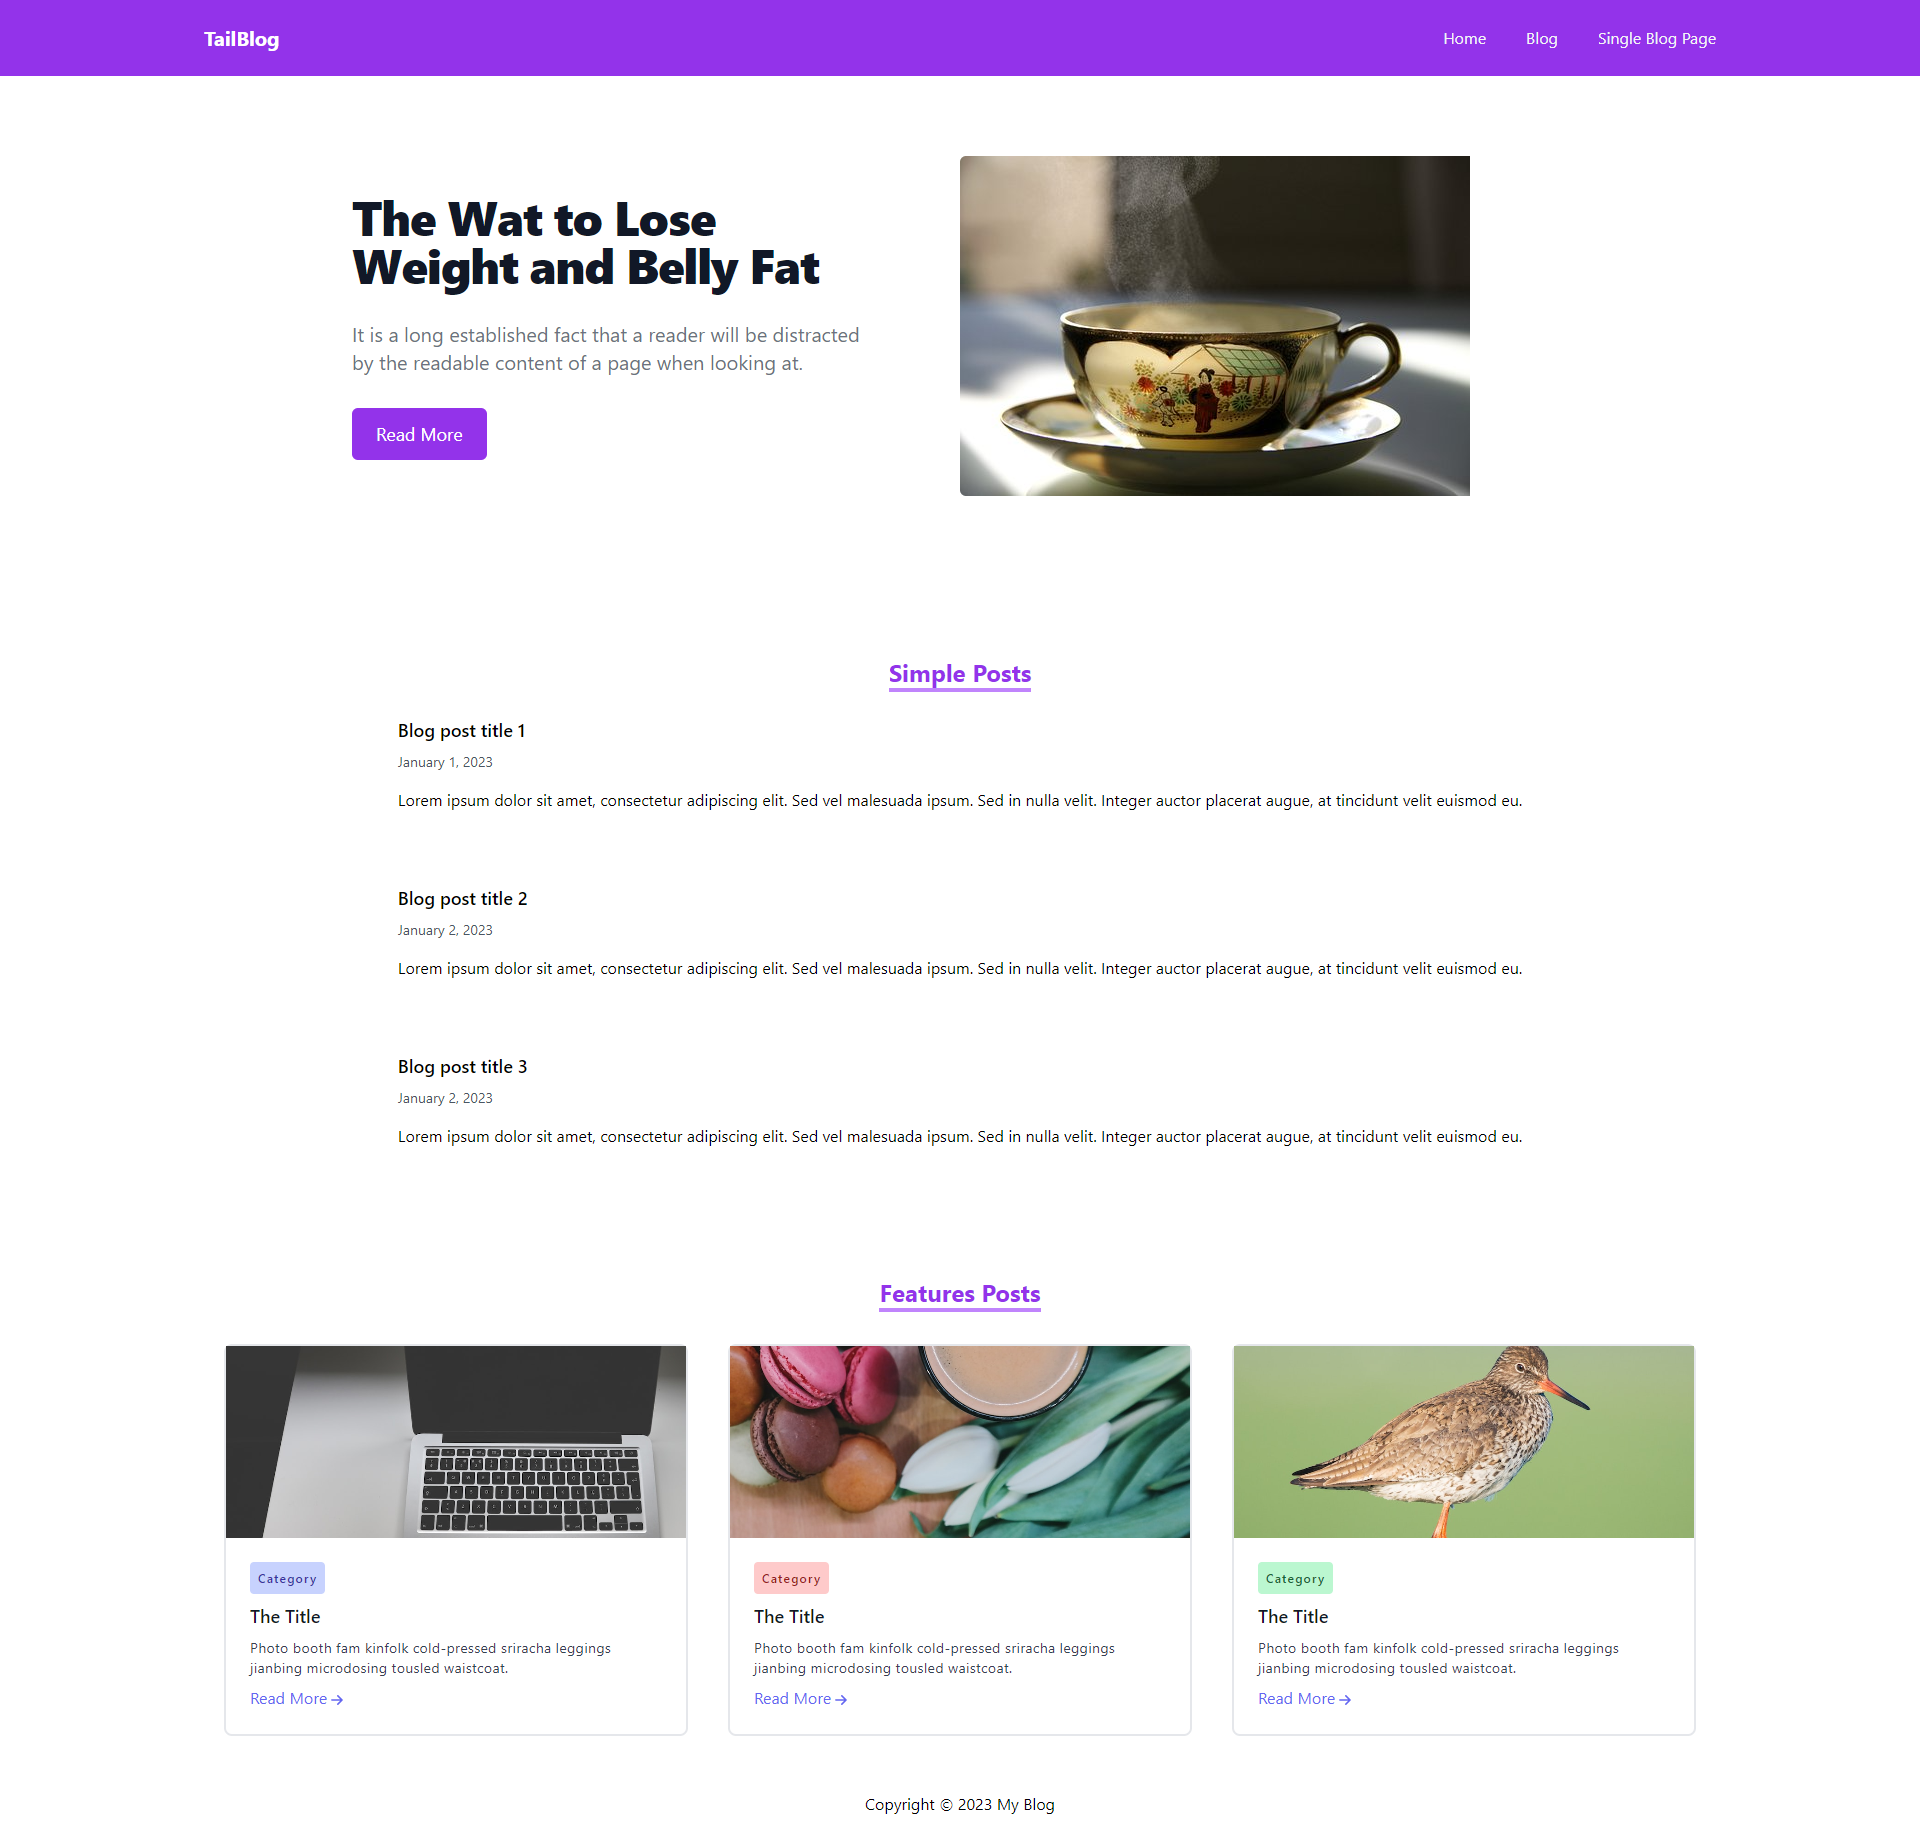 TailBlog
Home
Blog
Single Blog Page
The Wat to Lose
Weight and Belly Fat
It is a long established fact that a reader will be distracted
by the readable content of a page when looking at.
Read More
Simple Posts
Blog post title 1
January 1, 2023
Lorem ipsum dolor sit amet, consectetur adipiscing elit. Sed vel malesuada ipsum. Sed in nulla velit. Integer auctor placerat augue, at tincidunt velit euismod eu.
Blog post title 2
January 2, 2023
Lorem ipsum dolor sit amet, consectetur adipiscing elit. Sed vel malesuada ipsum. Sed in nulla velit. Integer auctor placerat augue, at tincidunt velit euismod eu.
Blog post title 3
January 2, 2023
Lorem ipsum dolor sit amet, consectetur adipiscing elit. Sed vel malesuada ipsum. Sed in nulla velit. Integer auctor placerat augue, at tincidunt velit euismod eu.
Features Posts
Category
The Title
Photo booth fam kinfolk cold-pressed sriracha leggings
jianbing microdosing tousled waistcoat.
Read More →
Category
The Title
Photo booth fam kinfolk cold-pressed sriracha leggings
jianbing microdosing tousled waistcoat.
Read More →
Category
The Title
Photo booth fam kinfolk cold-pressed sriracha leggings
jianbing microdosing tousled waistcoat.
Read More →
Copyright © 2023 My Blog